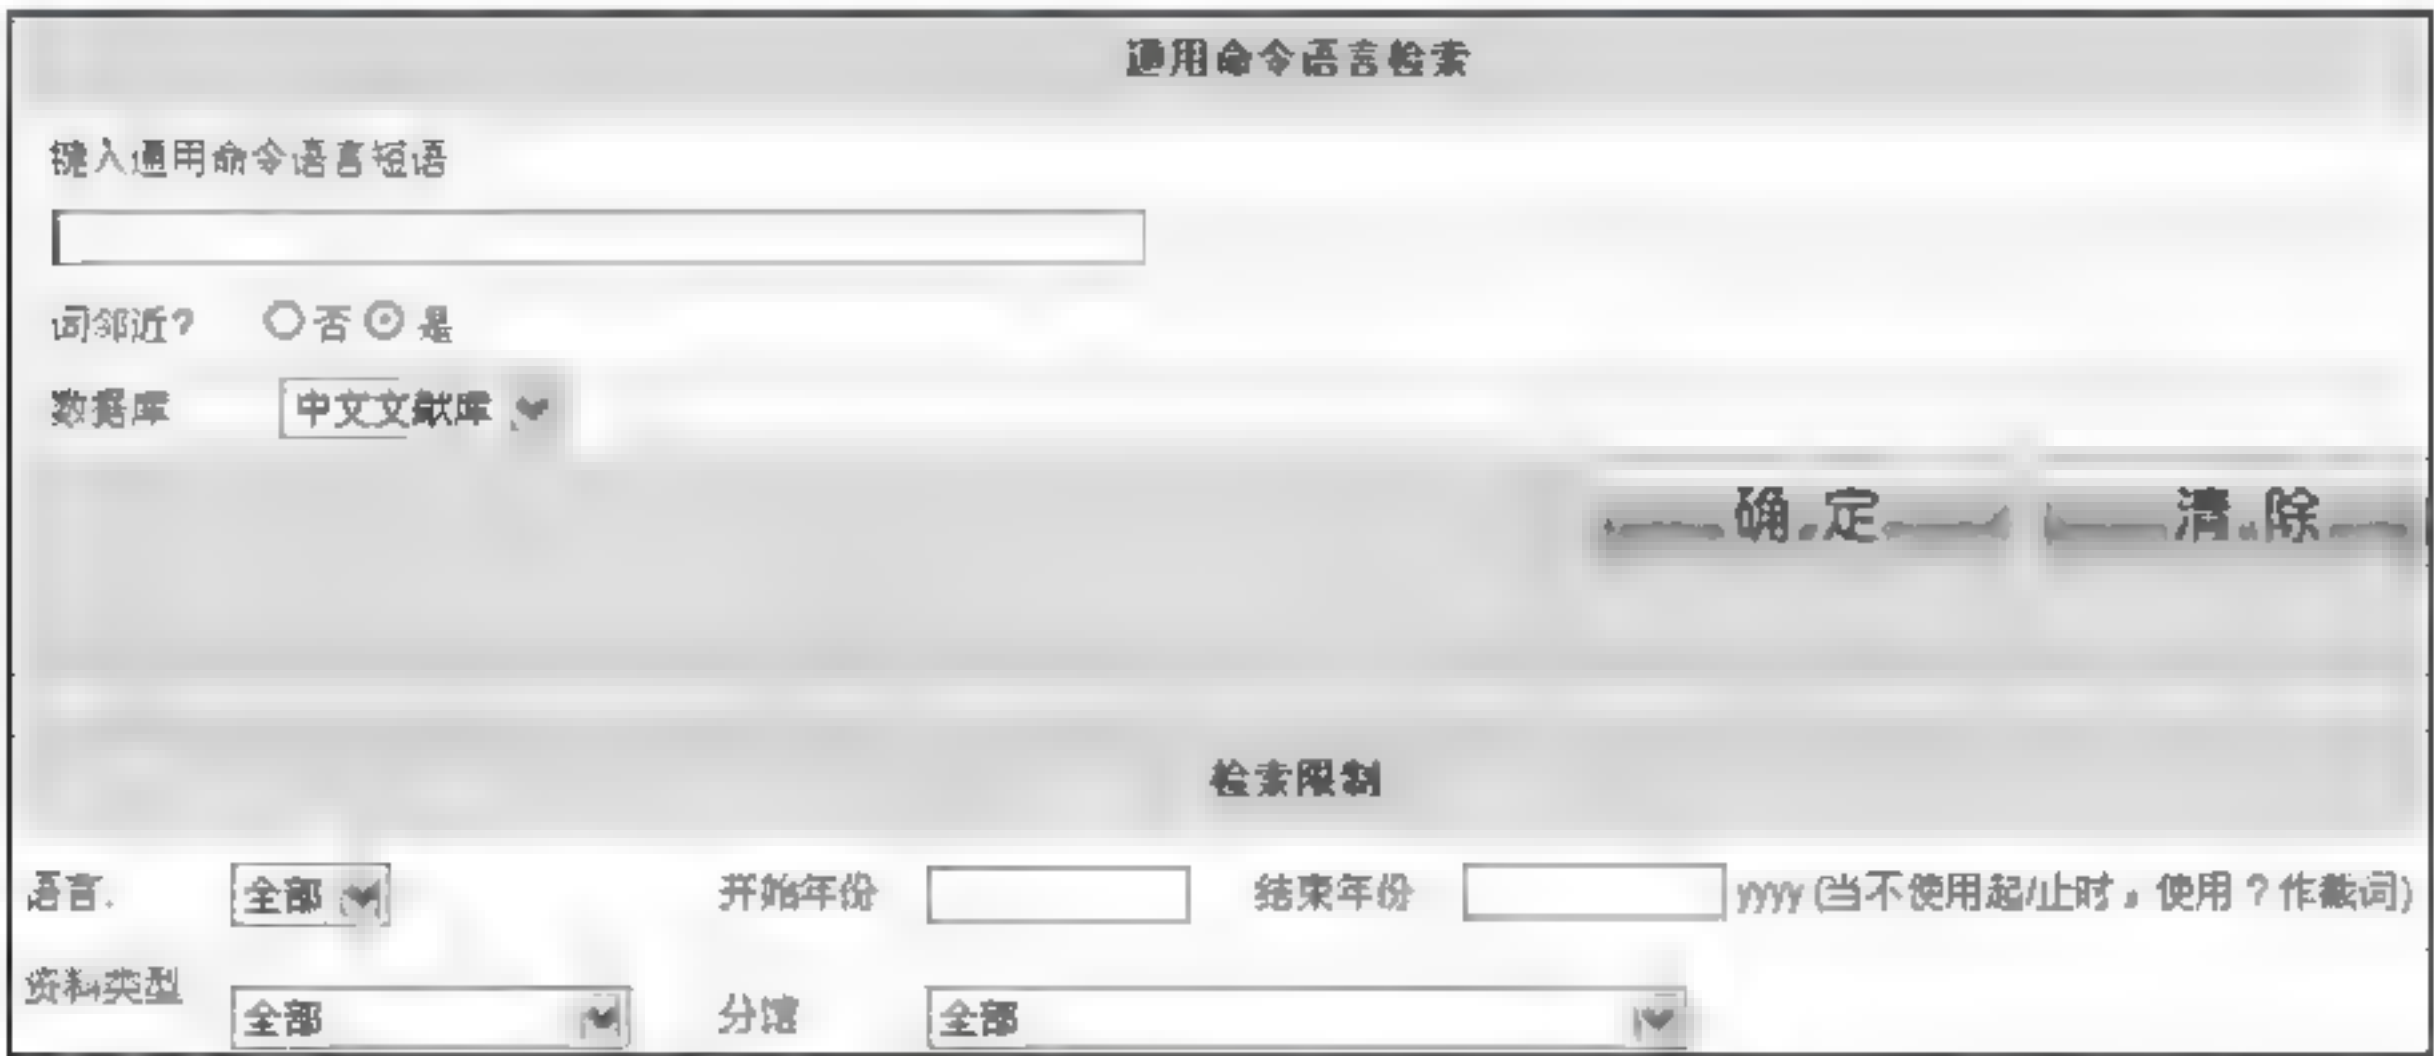 通用命令语言检索
键入通用命令语言短语
词邻近? 否 是
数据库 中文文献库
确 定 清 除
检索限制
语言: 全部 开始年份 结束年份 yyyy (当不使用起/止时，使用？作截词)
资料类型 全部 分馆 全部